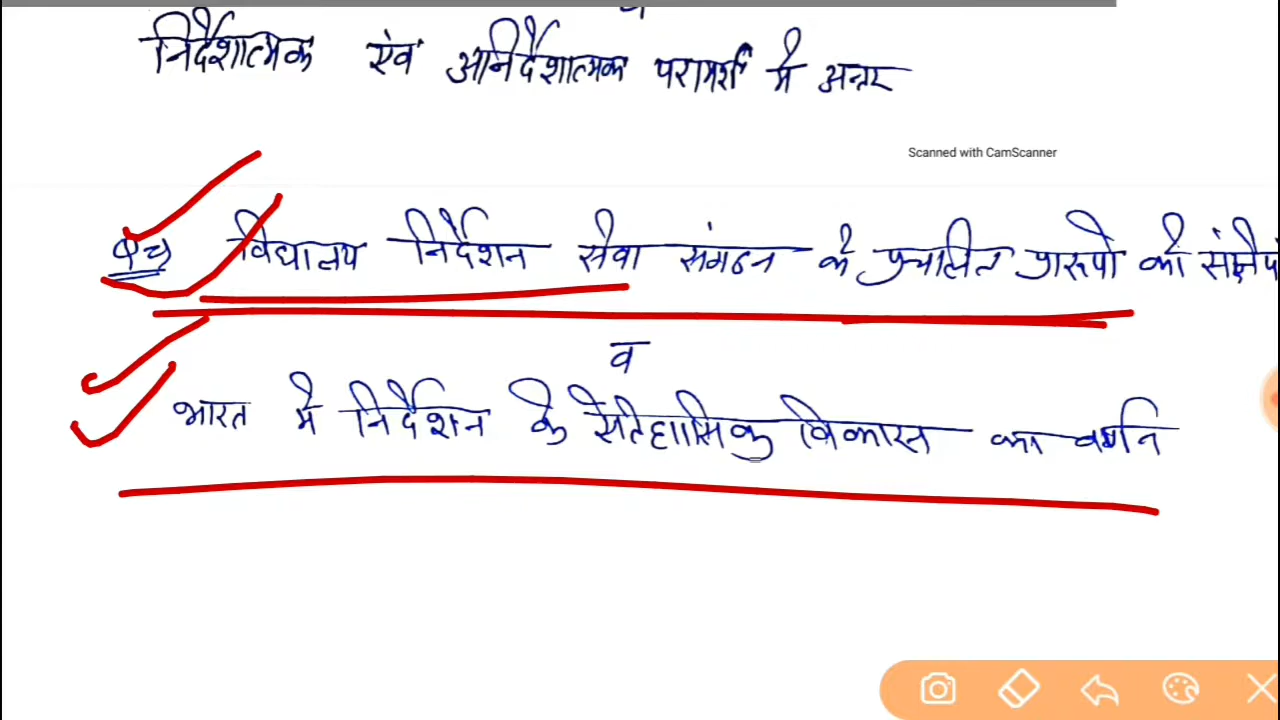 निर्देशात्मक एंव अनिर्देशात्मक परामर्श में अन्तर
Scanned with CamScanner
विद्यालय निर्देशन सेवा संगठन के प्रचलित प्रारूपो को
व
भारत में निर्देशन के ऐतिहासिक विकास का वर्णन